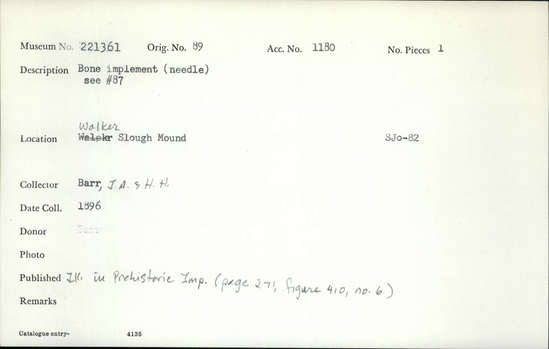 Museum No. 221361 Orig. No. 89 Acc. No. 1180 No. Pieces 1
Description Bone implement (needle)
see #87
Walker
Location Slough Mound SJo-82
Collector Barr, J.A. & H.H.
Date Coll. 1896
Donor
Photo
Published Ill. in Prehistoric Imp. (page 271, figure 410, no. 6)
Remarks
Catalogue entry- 4135